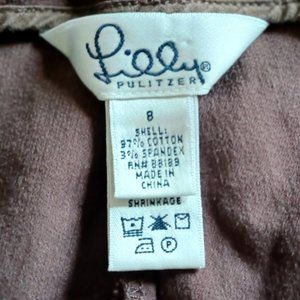 Lilly®
PULITZER
8
SHELL:
97% COTTON
3% SPANDEX
RN# 88189
MADE IN
CHINA
SHRINKAGE
P